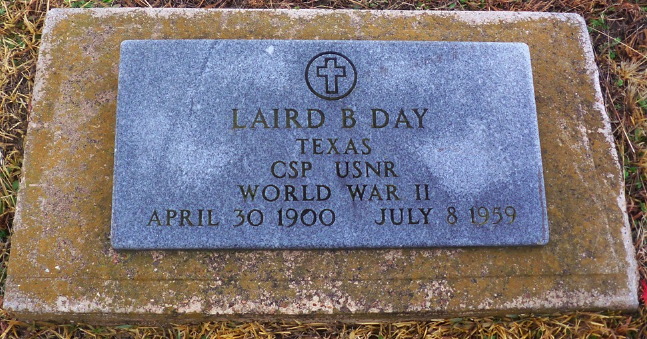 LAIRD B DAY
TEXAS
CSP USNR
WORLD WAR II
APRIL 30 1900 JULY 8 1959